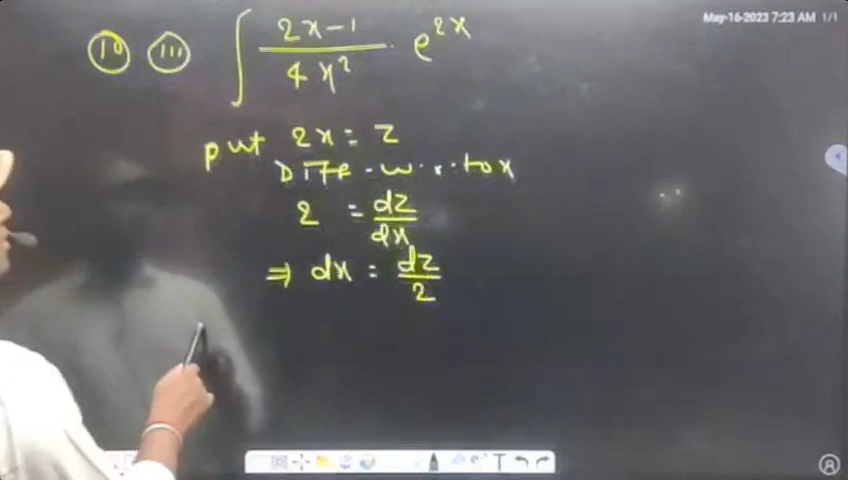 May-16-2023 7:23 AM 1/1
(10) (iii) ∫ (2x-1)/(4x²) . e^{2x}
put 2x = z
Diff. w.r. to x
2 = dz/dx
⇒ dx = dz/2